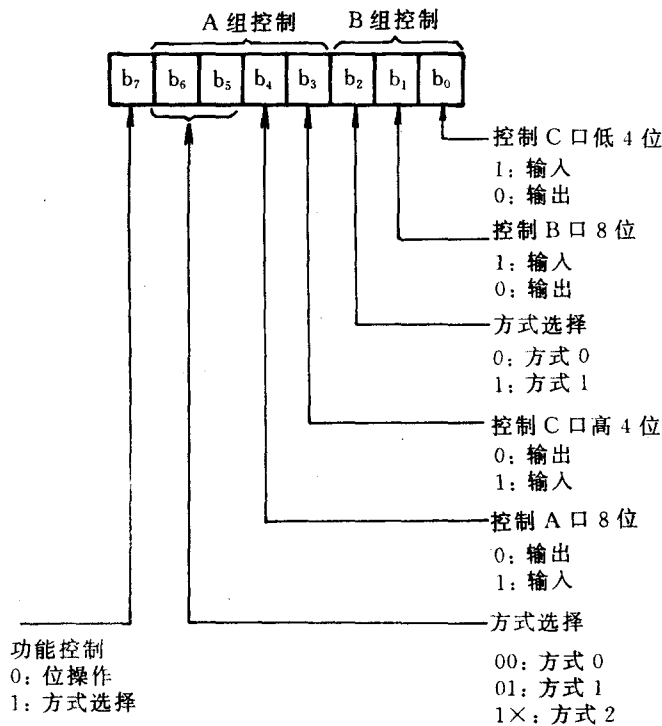 A 组控制 B 组控制
b₇ b₆ b₅ b₄ b₃ b₂ b₁ b₀
控制 C 口低 4 位
1: 输入
0: 输出
控制 B 口 8 位
1: 输入
0: 输出
方式选择
0: 方式 0
1: 方式 1
控制 C 口高 4 位
0: 输出
1: 输入
控制 A 口 8 位
0: 输出
1: 输入
方式选择
00: 方式 0
01: 方式 1
1×: 方式 2
功能控制
0: 位操作
1: 方式选择